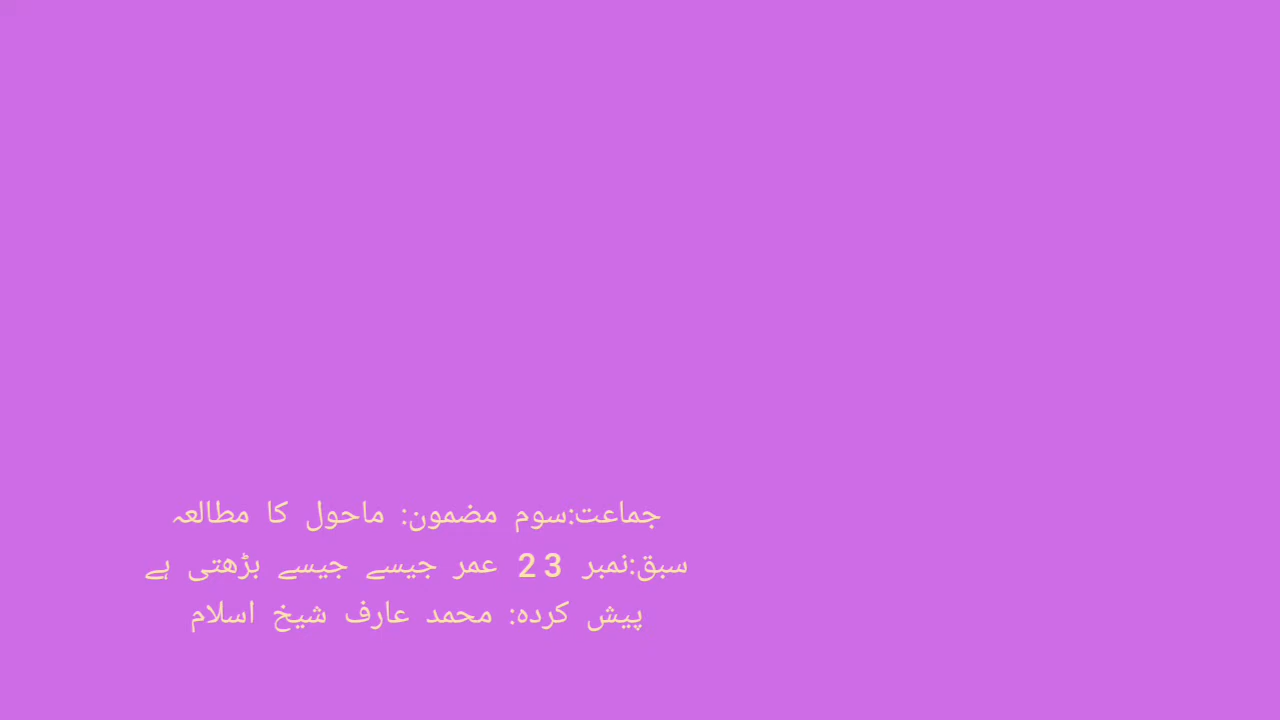 جماعت:سوم مضمون: ماحول کا مطالعہ
سبق:نمبر 23 عمر جیسے جیسے بڑھتی ہے
پیش کردہ: محمد عارف شیخ اسلام